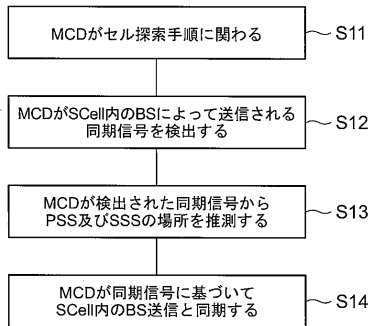 MCDがセル探索手順に関わる
S11
MCDがSCell内のBSによって送信される
同期信号を検出する
S12
MCDが検出された同期信号から
PSS及びSSSの場所を推測する
S13
MCDが同期信号に基づいて
SCell内のBS送信と同期する
S14